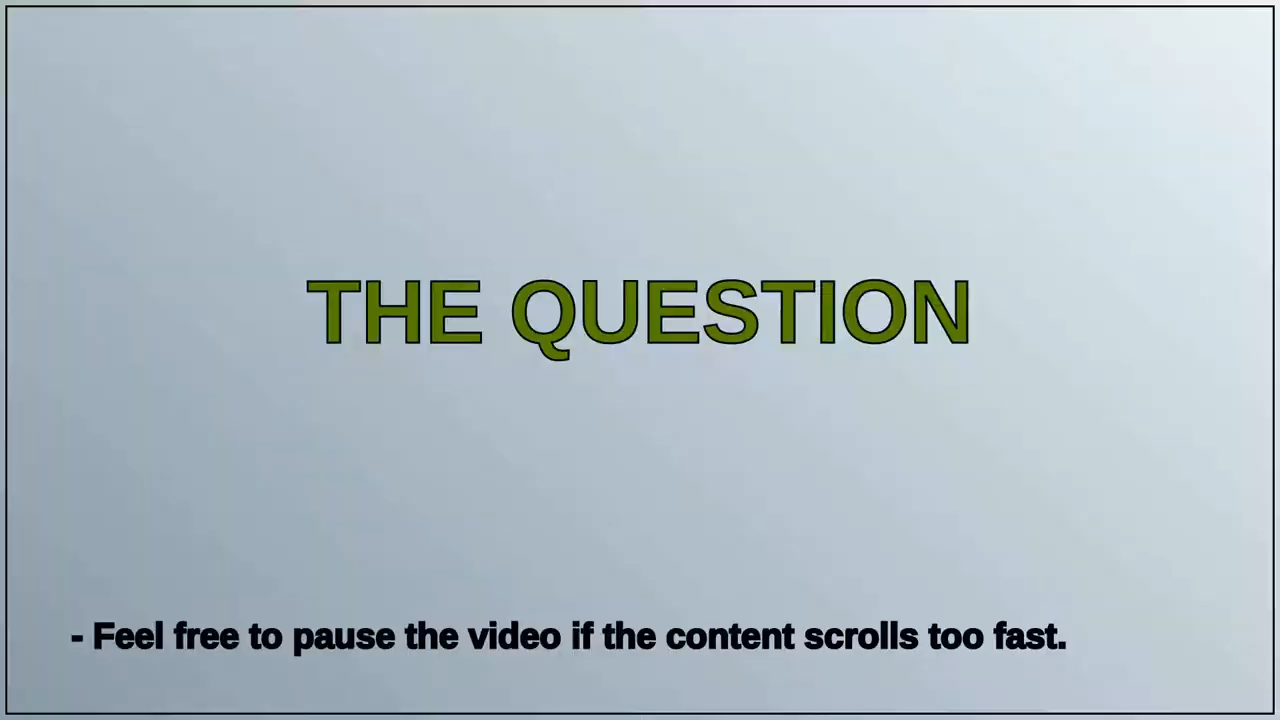 THE QUESTION
- Feel free to pause the video if the content scrolls too fast.